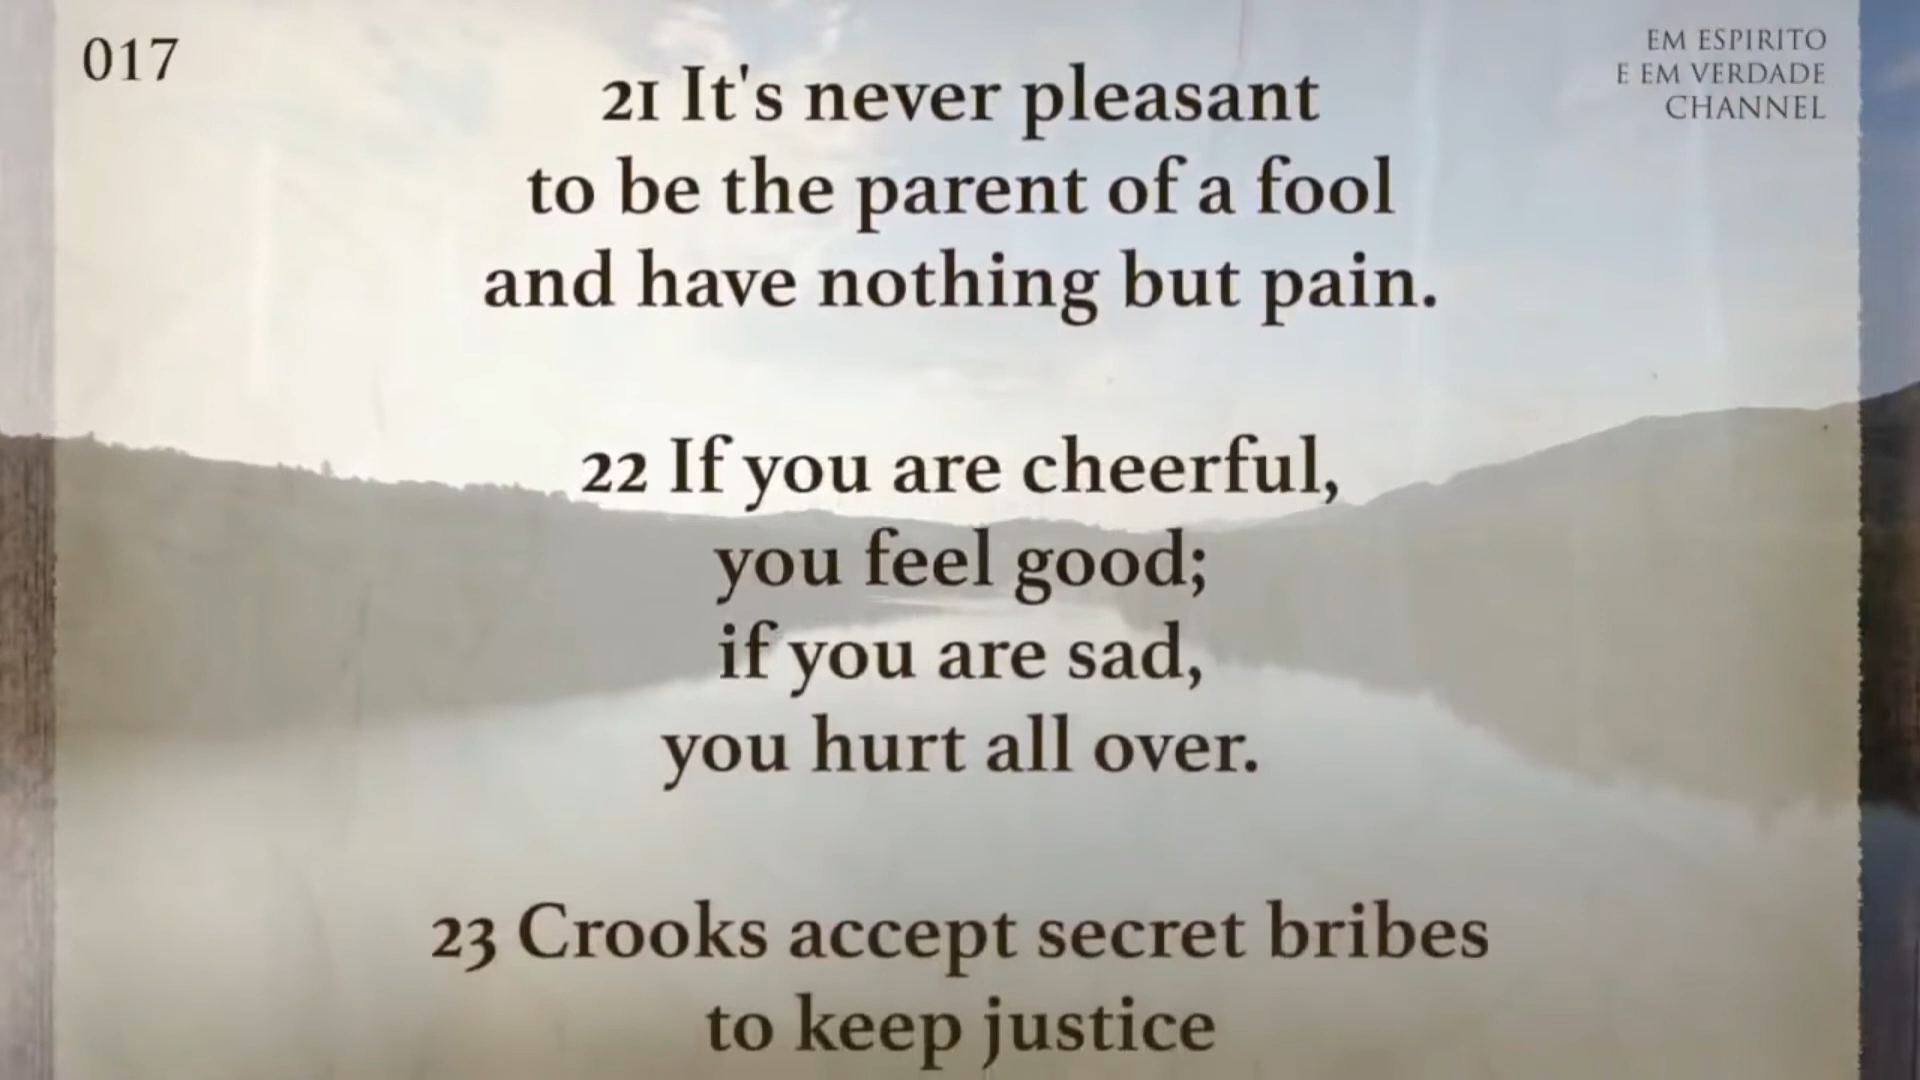 017
EM ESPIRITO
E EM VERDADE
CHANNEL
21 It's never pleasant
to be the parent of a fool
and have nothing but pain.
22 If you are cheerful,
you feel good;
if you are sad,
you hurt all over.
23 Crooks accept secret bribes
to keep justice